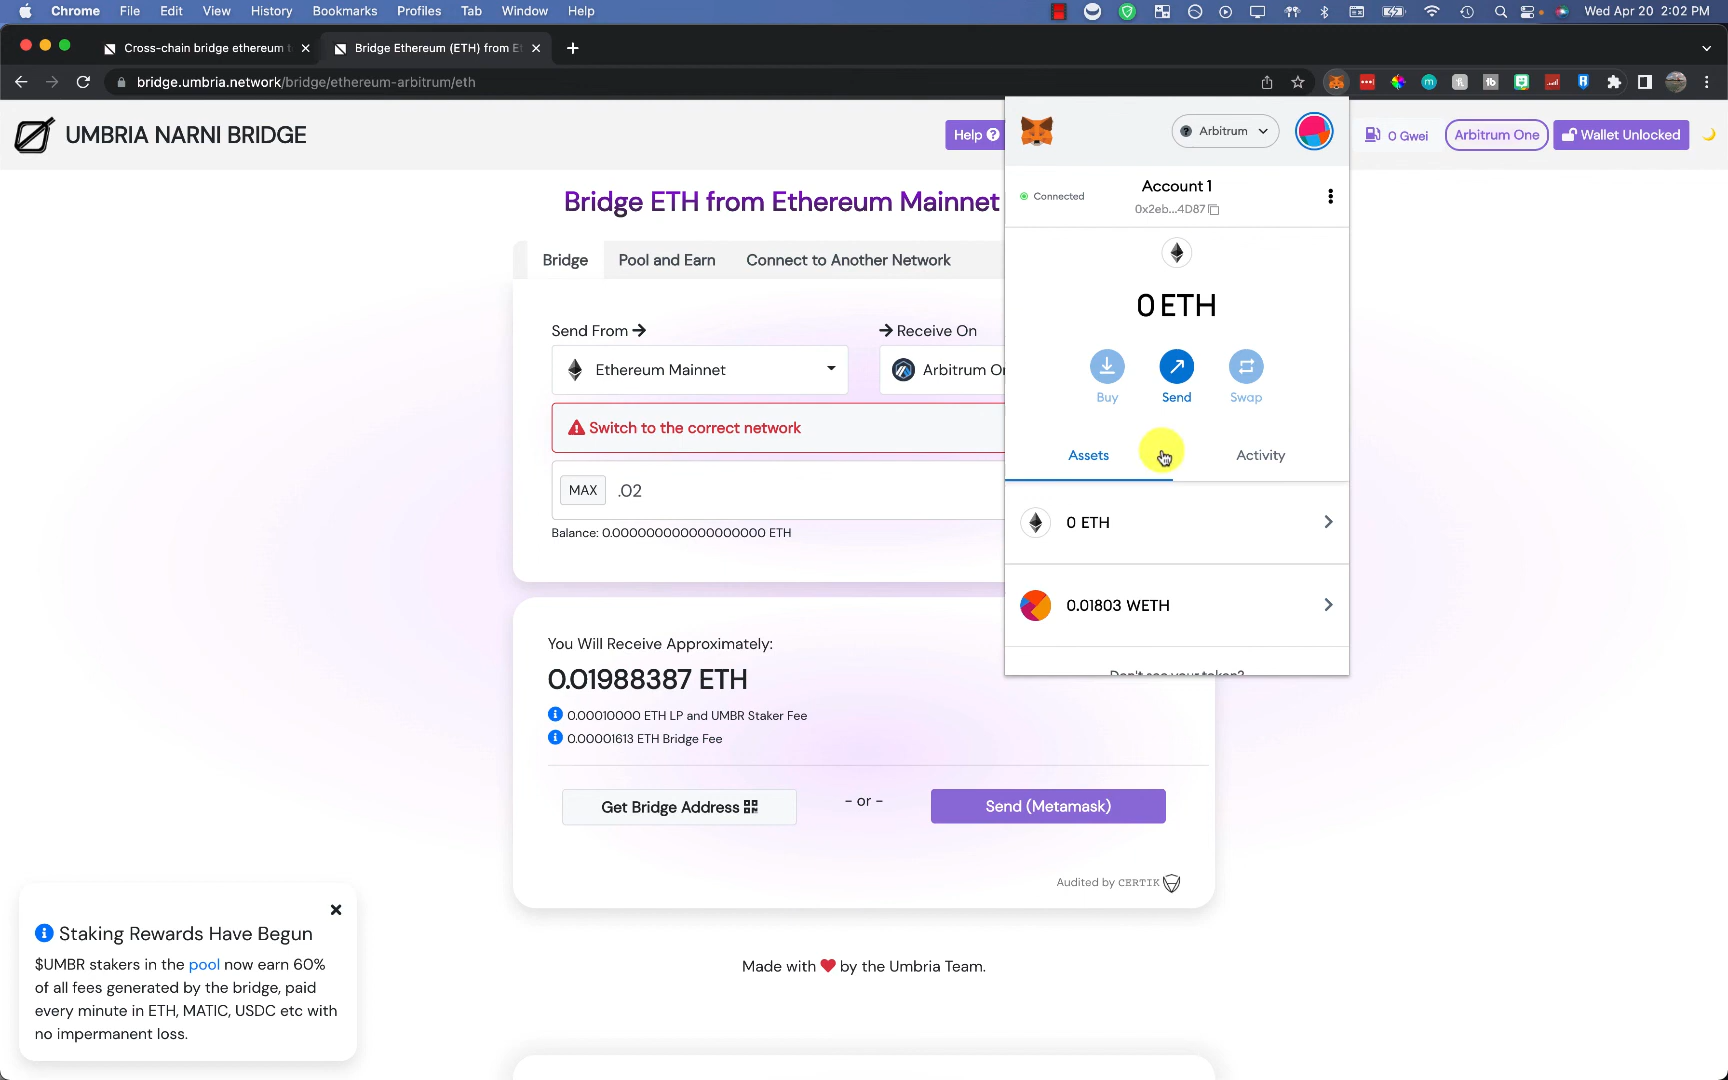 Chrome File Edit View History Bookmarks Profiles Tab Window Help Wed Apr 20 2:02 PM
Cross-chain bridge ethereum t
Bridge Ethereum (ETH) from Et
bridge.umbria.network/bridge/ethereum-arbitrum/eth
UMBRIA NARNI BRIDGE
Help
Arbitrum
0 Gwei
Arbitrum One
Wallet Unlocked
Connected
Account 1
0x2eb...4D87
Bridge ETH from Ethereum Mainnet
Bridge Pool and Earn Connect to Another Network
0 ETH
Send From
Receive On
Ethereum Mainnet
Arbitrum On
Buy Send Swap
Switch to the correct network
Assets Activity
MAX .02
Balance: 0.000000000000000000 ETH
0 ETH
0.01803 WETH
Don't see your token?
You Will Receive Approximately:
0.01988387 ETH
0.00010000 ETH LP and UMBR Staker Fee
0.00001613 ETH Bridge Fee
Get Bridge Address
- or -
Send (Metamask)
Audited by CERTIK
Staking Rewards Have Begun
$UMBR stakers in the pool now earn 60%
of all fees generated by the bridge, paid
every minute in ETH, MATIC, USDC etc with
no impermanent loss.
Made with by the Umbria Team.